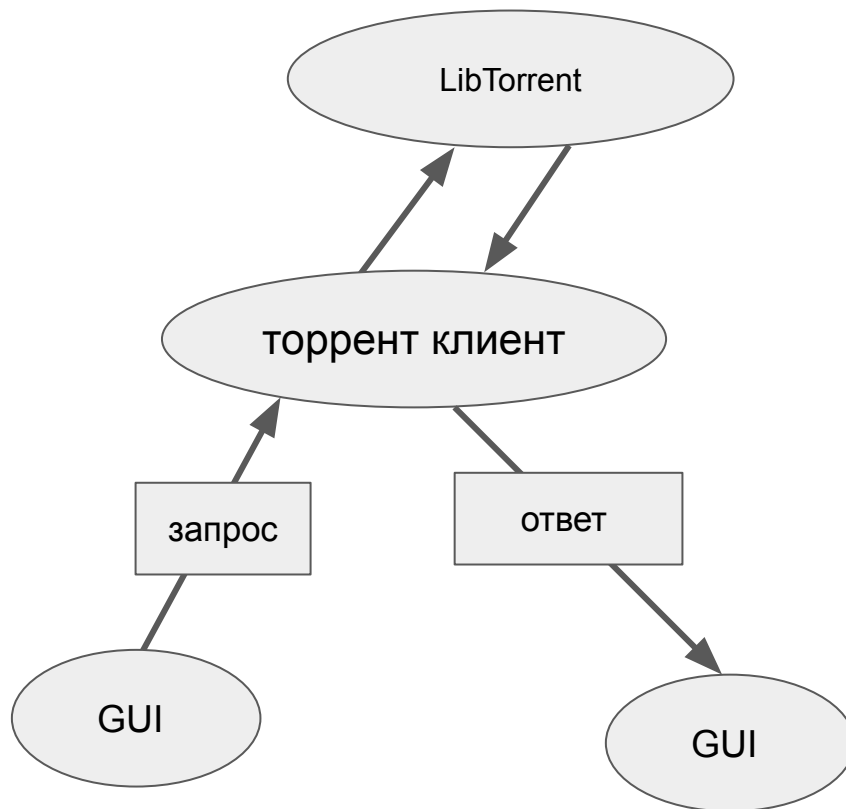 LibTorrent
торрент клиент
запрос
ответ
GUI
GUI